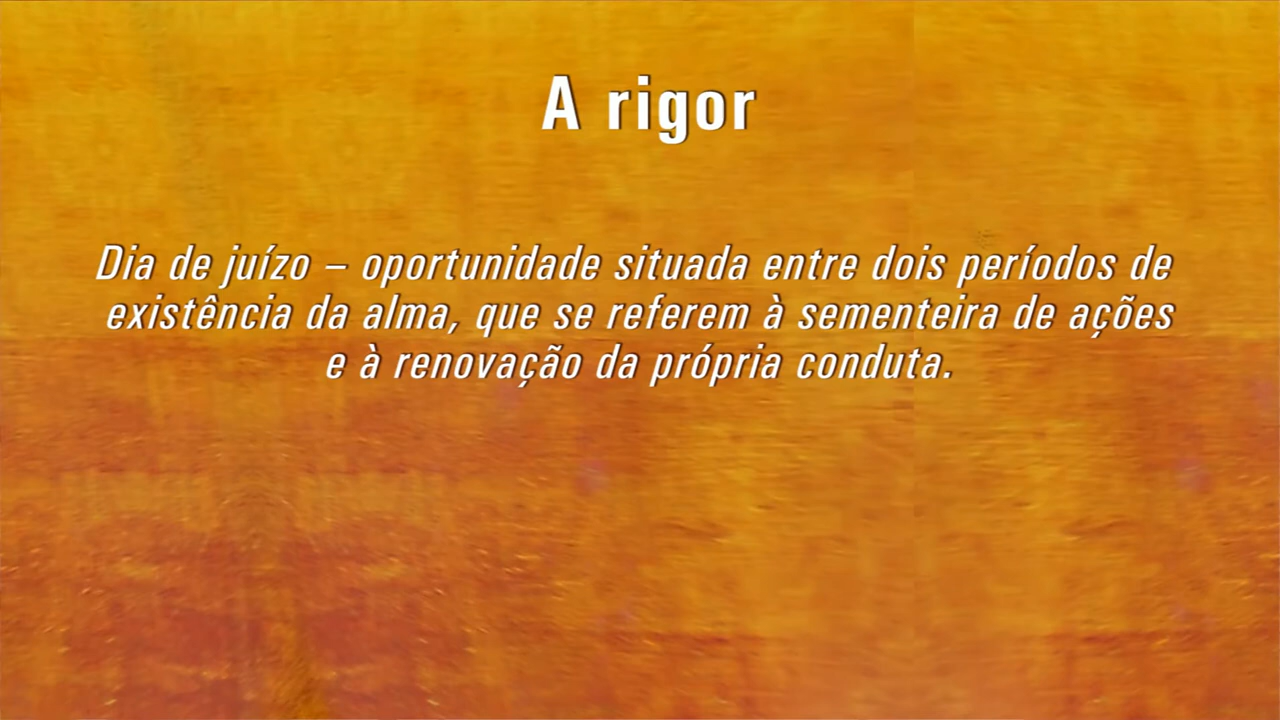 A rigor
Dia de juízo – oportunidade situada entre dois períodos de
existência da alma, que se referem à sementeira de ações
e à renovação da própria conduta.